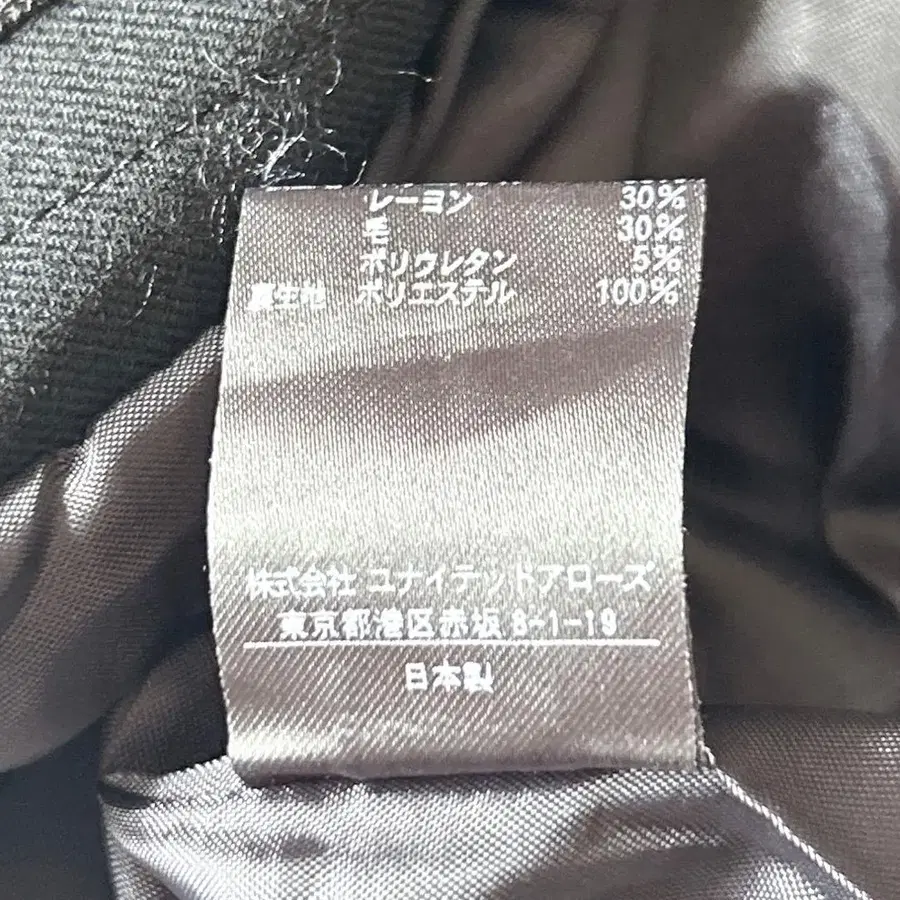 レーヨン 30%
毛 30%
ポリウレタン 5%
裏生地 ポリエステル 100%
株式会社 ユナイテッドアローズ
東京都港区赤坂 8-1-19
日本製